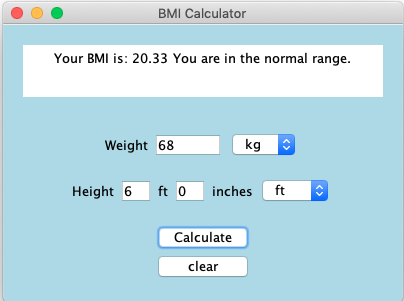 BMI Calculator
Your BMI is: 20.33 You are in the normal range.
Weight 68 kg
Height 6 ft 0 inches ft
Calculate
clear